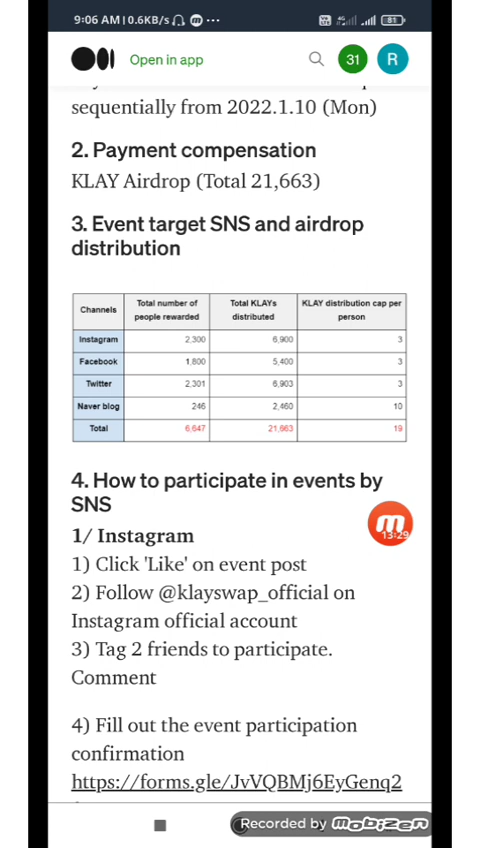 9:06 AM | 0.6KB/s
81
Open in app
31
R
sequentially from 2022.1.10 (Mon)
2. Payment compensation
KLAY Airdrop (Total 21,663)
3. Event target SNS and airdrop
distribution
Channels Total number of people rewarded Total KLAYs distributed KLAY distribution cap per person
Instagram 2,300 6,900 3
Facebook 1,800 5,400 3
Twitter 2,301 6,903 3
Naver blog 246 2,460 10
Total 6,647 21,663 19
4. How to participate in events by
SNS
1/ Instagram
13:29
1) Click 'Like' on event post
2) Follow @klayswap_official on
Instagram official account
3) Tag 2 friends to participate.
Comment
4) Fill out the event participation
confirmation
https://forms.gle/JvVQBMj6EyGenq2
Recorded by mobizen